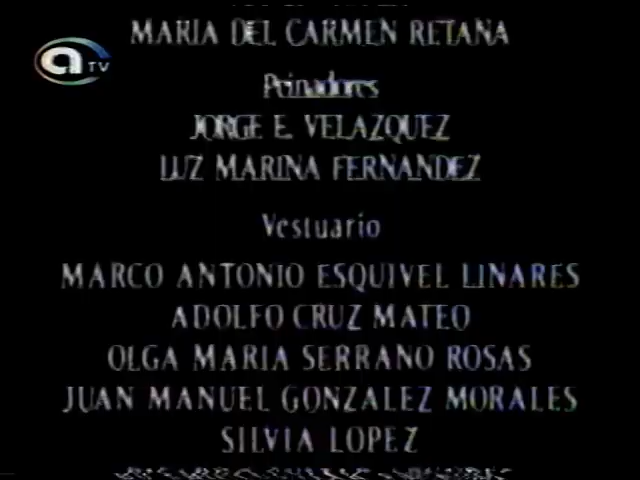 MARIA DEL CARMEN RETANA
a TV
Peinadores
JORGE E. VELAZQUEZ
LUZ MARINA FERNANDEZ
Vestuario
MARCO ANTONIO ESQUIVEL LINARES
ADOLFO CRUZ MATEO
OLGA MARIA SERRANO ROSAS
JUAN MANUEL GONZALEZ MORALES
SILVIA LOPEZ